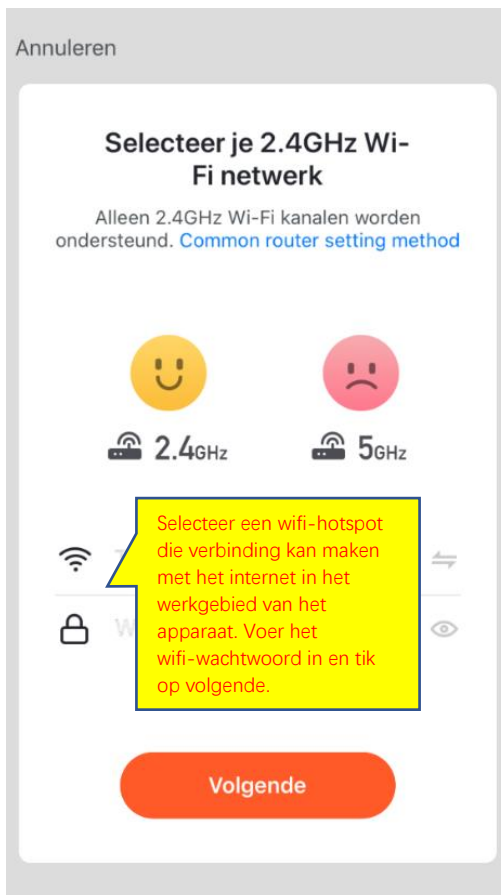 Annuleren
Selecteer je 2.4GHz Wi-
Fi netwerk
Alleen 2.4GHz Wi-Fi kanalen worden
ondersteund. Common router setting method
2.4GHz
5GHz
Selecteer een wifi-hotspot
die verbinding kan maken
met het internet in het
werkgebied van het
apparaat. Voer het
wifi-wachtwoord in en tik
op volgende.
Volgende